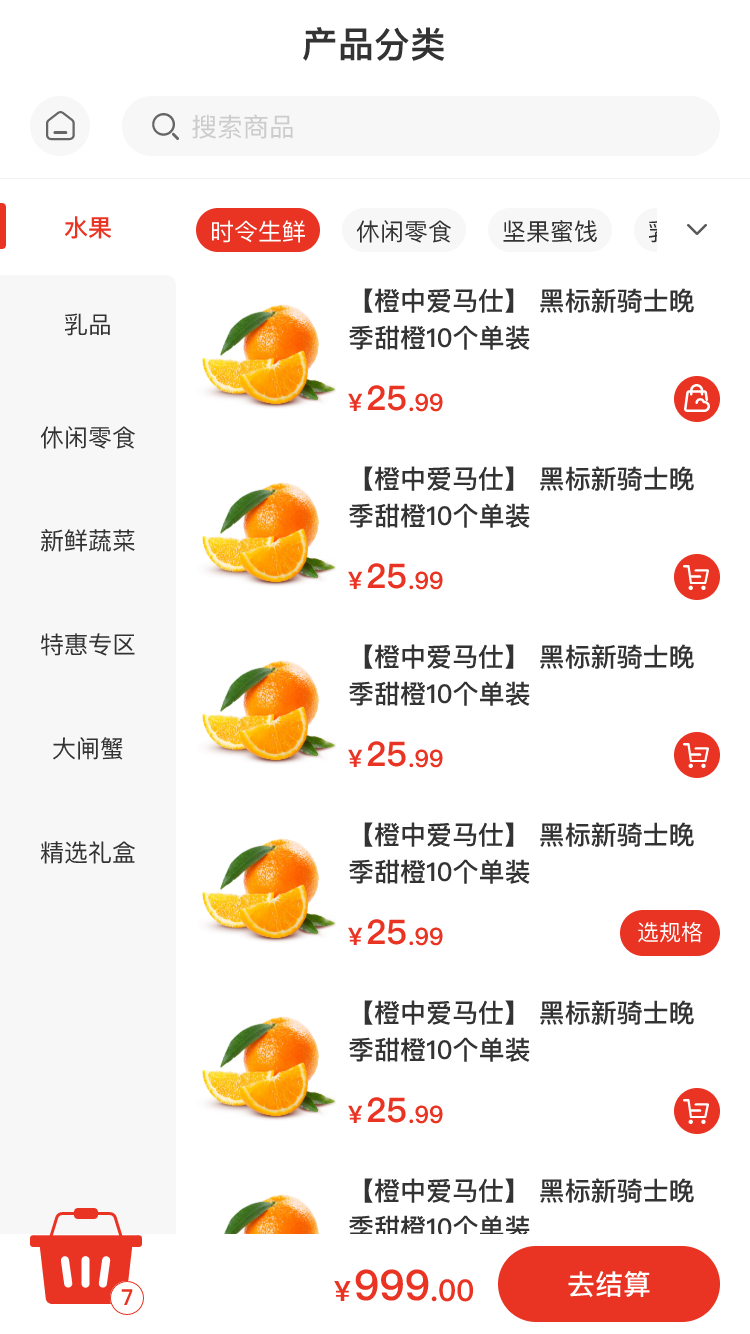 产品分类
搜索商品
水果
时令生鲜 休闲零食 坚果蜜饯
乳品
休闲零食
新鲜蔬菜
特惠专区
大闸蟹
精选礼盒
【橙中爱马仕】 黑标新骑士晚
季甜橙10个单装
¥25.99
【橙中爱马仕】 黑标新骑士晚
季甜橙10个单装
¥25.99
【橙中爱马仕】 黑标新骑士晚
季甜橙10个单装
¥25.99
【橙中爱马仕】 黑标新骑士晚
季甜橙10个单装
¥25.99
选规格
【橙中爱马仕】 黑标新骑士晚
季甜橙10个单装
¥25.99
【橙中爱马仕】 黑标新骑士晚
季甜橙10个单装
7
¥999.00
去结算